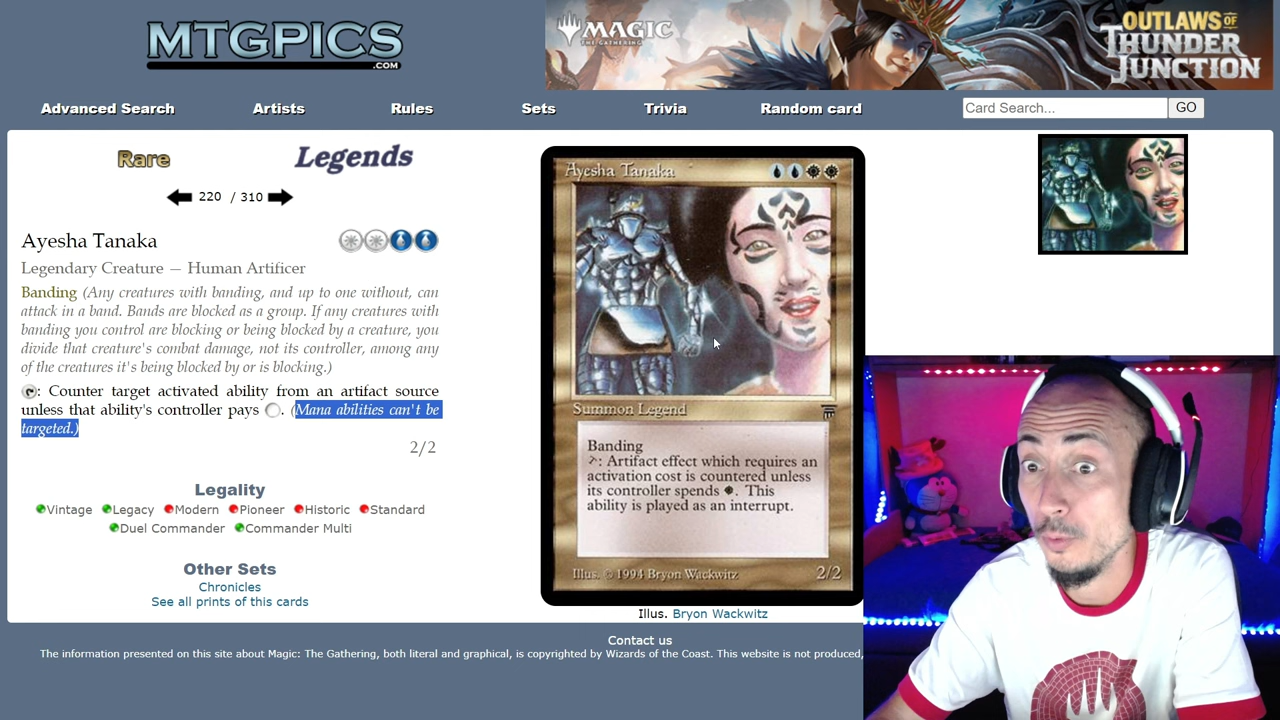 MTGPICS
.COM
MAGIC
THE GATHERING
OUTLAWS OF
THUNDER
JUNCTION
Advanced Search Artists Rules Sets Trivia Random card Card Search... GO
Rare Legends
220 / 310
Ayesha Tanaka
Legendary Creature — Human Artificer
Banding (Any creatures with banding, and up to one without, can
attack in a band. Bands are blocked as a group. If any creatures with
banding you control are blocking or being blocked by a creature, you
divide that creature's combat damage, not its controller, among any
of the creatures it's being blocked by or is blocking.)
: Counter target activated ability from an artifact source
unless that ability's controller pays . (Mana abilities can't be
targeted.)
2/2
Legality
Vintage Legacy Modern Pioneer Historic Standard
Duel Commander Commander Multi
Other Sets
Chronicles
See all prints of this cards
Ayesha Tanaka
Summon Legend
Banding
: Artifact effect which requires an
activation cost is countered unless
its controller spends . This
ability is played as an interrupt.
Illus. © 1994 Bryon Wackwitz 2/2
Illus. Bryon Wackwitz
Contact us
The information presented on this site about Magic: The Gathering, both literal and graphical, is copyrighted by Wizards of the Coast. This website is not produced,